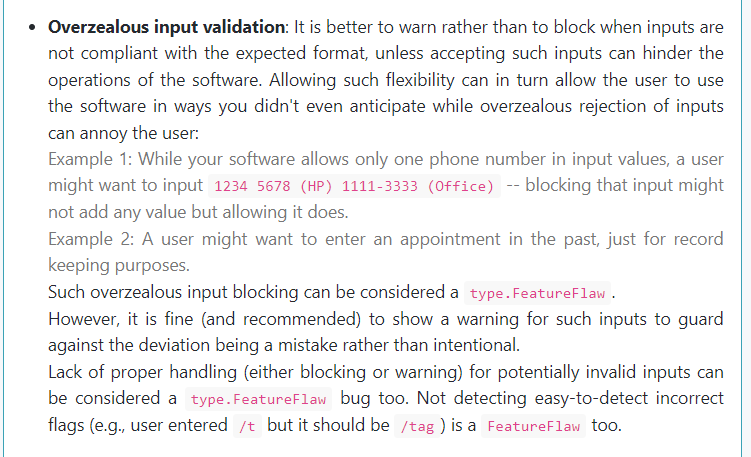 • Overzealous input validation: It is better to warn rather than to block when inputs are
not compliant with the expected format, unless accepting such inputs can hinder the
operations of the software. Allowing such flexibility can in turn allow the user to use
the software in ways you didn't even anticipate while overzealous rejection of inputs
can annoy the user:
Example 1: While your software allows only one phone number in input values, a user
might want to input 1234 5678 (HP) 1111-3333 (Office) -- blocking that input might
not add any value but allowing it does.
Example 2: A user might want to enter an appointment in the past, just for record
keeping purposes.
Such overzealous input blocking can be considered a type.FeatureFlaw .
However, it is fine (and recommended) to show a warning for such inputs to guard
against the deviation being a mistake rather than intentional.
Lack of proper handling (either blocking or warning) for potentially invalid inputs can
be considered a type.FeatureFlaw bug too. Not detecting easy-to-detect incorrect
flags (e.g., user entered /t but it should be /tag ) is a FeatureFlaw too.